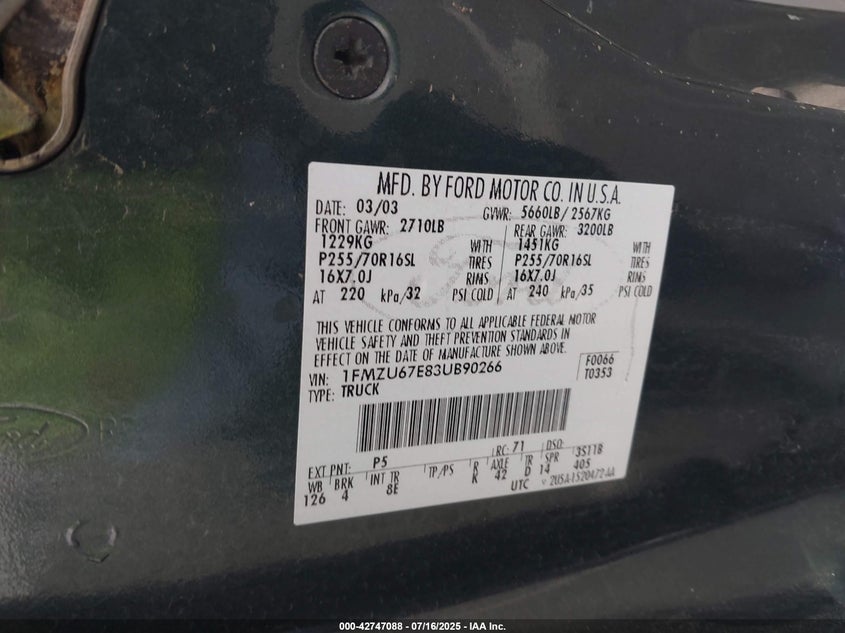 MFD. BY FORD MOTOR CO. IN U.S.A.
DATE: 03/03 GVWR: 5660LB/ 2567KG
FRONT GAWR: 2710LB REAR GAWR: 3200LB
1229KG WITH 1451KG WITH
P255/70R16SL TIRES P255/70R16SL TIRES
16X7.0J RIMS 16X7.0J RIMS
AT 220 kPa/32 PSI COLD AT 240 kPa/35 PSI COLD
THIS VEHICLE CONFORMS TO ALL APPLICABLE FEDERAL MOTOR
VEHICLE SAFETY AND THEFT PREVENTION STANDARDS IN
EFFECT ON THE DATE OF MANUFACTURE SHOWN ABOVE.
VIN: 1FMZU67E83UB90266 F0066
TYPE: TRUCK T0353
EXT PNT: P5 RC: 71 DSO:
WB BRK INT TR TP/PS R AXLE TR SPR 3S11B
126 4 8E R 42 D 14 405
UTC 2U5A-1520472-AA
Ford
000-42747088 - 07/16/2025 - IAA Inc.